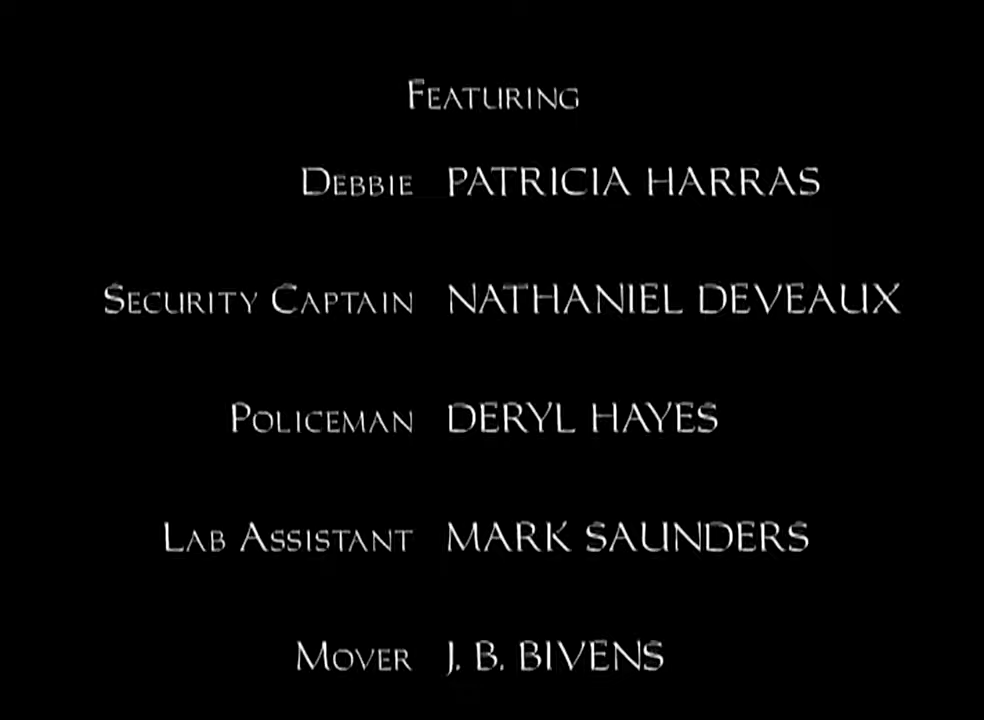 Featuring
Debbie PATRICIA HARRAS
Security Captain NATHANIEL DEVEAUX
Policeman DERYL HAYES
Lab Assistant MARK SAUNDERS
Mover J. B. BIVENS